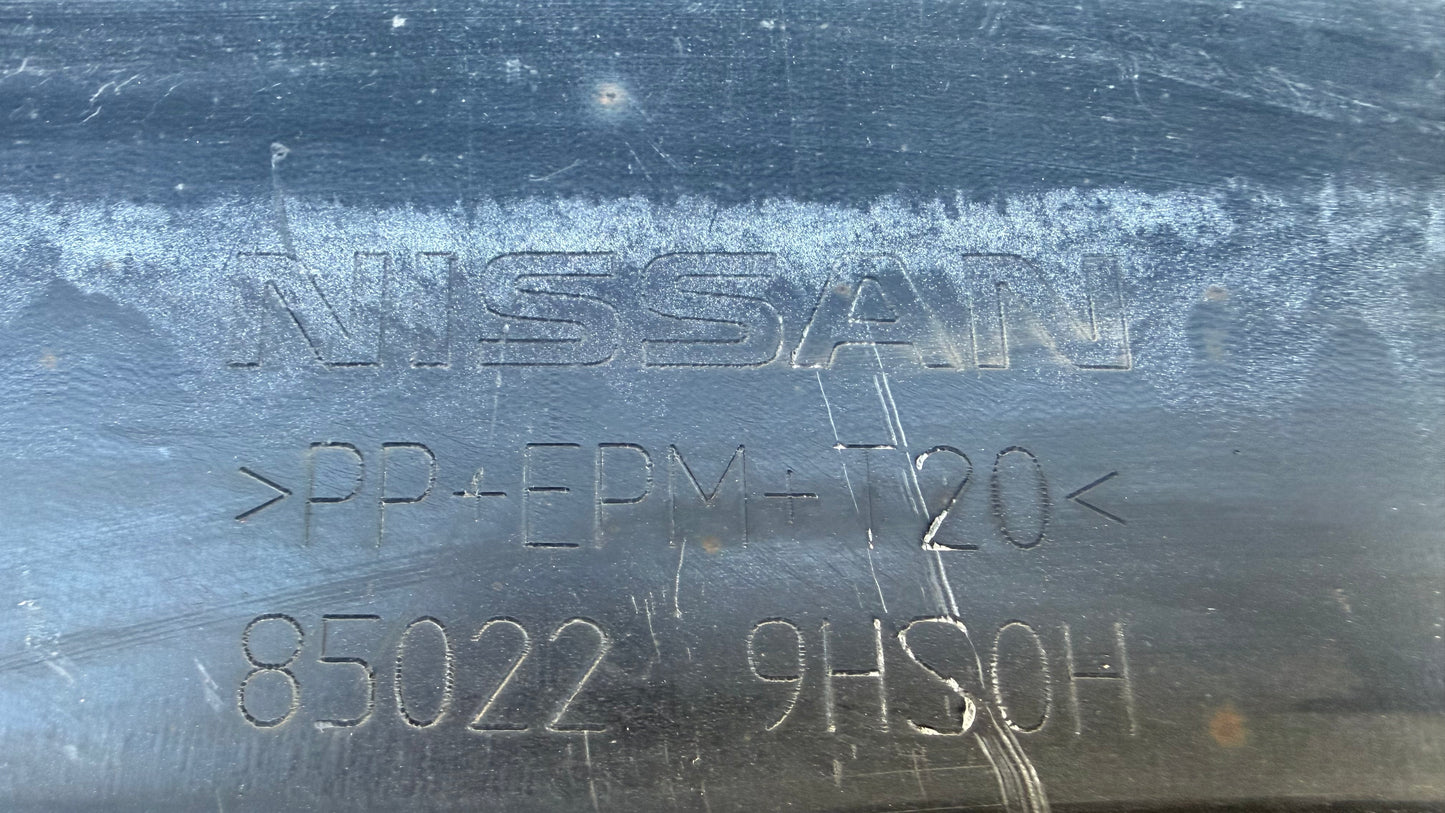 NISSAN
>PP+EPM+T20<
85022 9HS0H